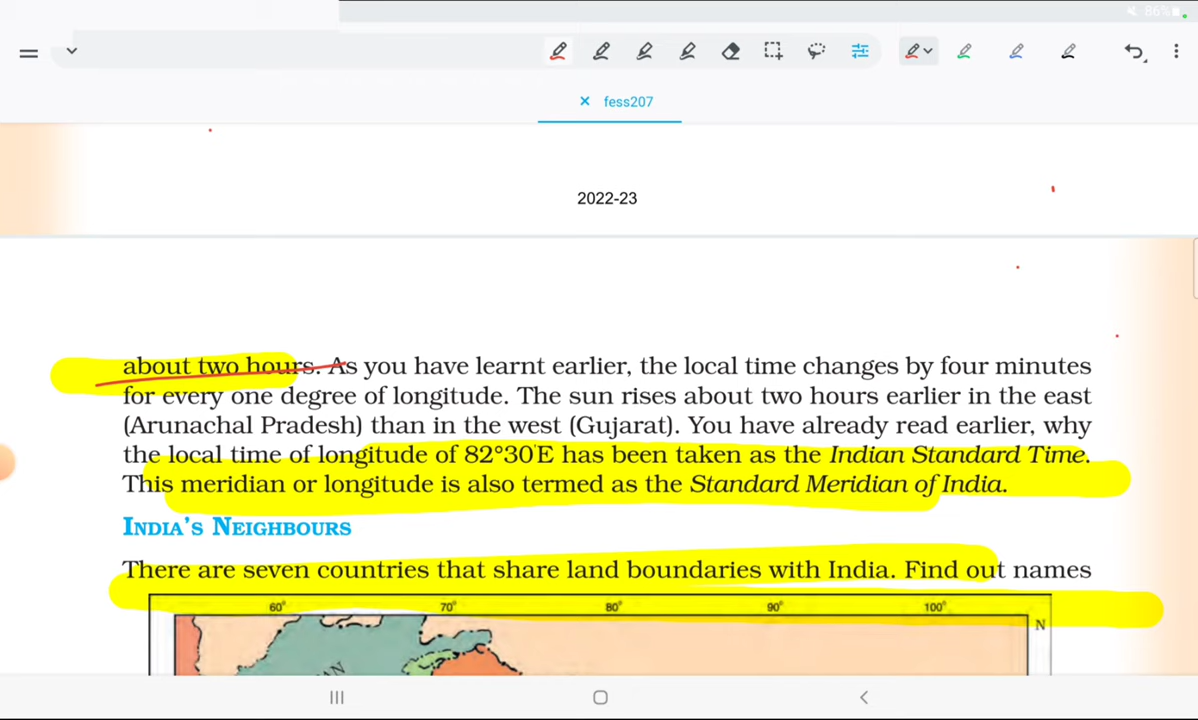 86%
fess207
2022-23
about two hours. As you have learnt earlier, the local time changes by four minutes
for every one degree of longitude. The sun rises about two hours earlier in the east
(Arunachal Pradesh) than in the west (Gujarat). You have already read earlier, why
the local time of longitude of 82°30'E has been taken as the Indian Standard Time.
This meridian or longitude is also termed as the Standard Meridian of India.
INDIA'S NEIGHBOURS
There are seven countries that share land boundaries with India. Find out names
60° 70° 80° 90° 100°
N